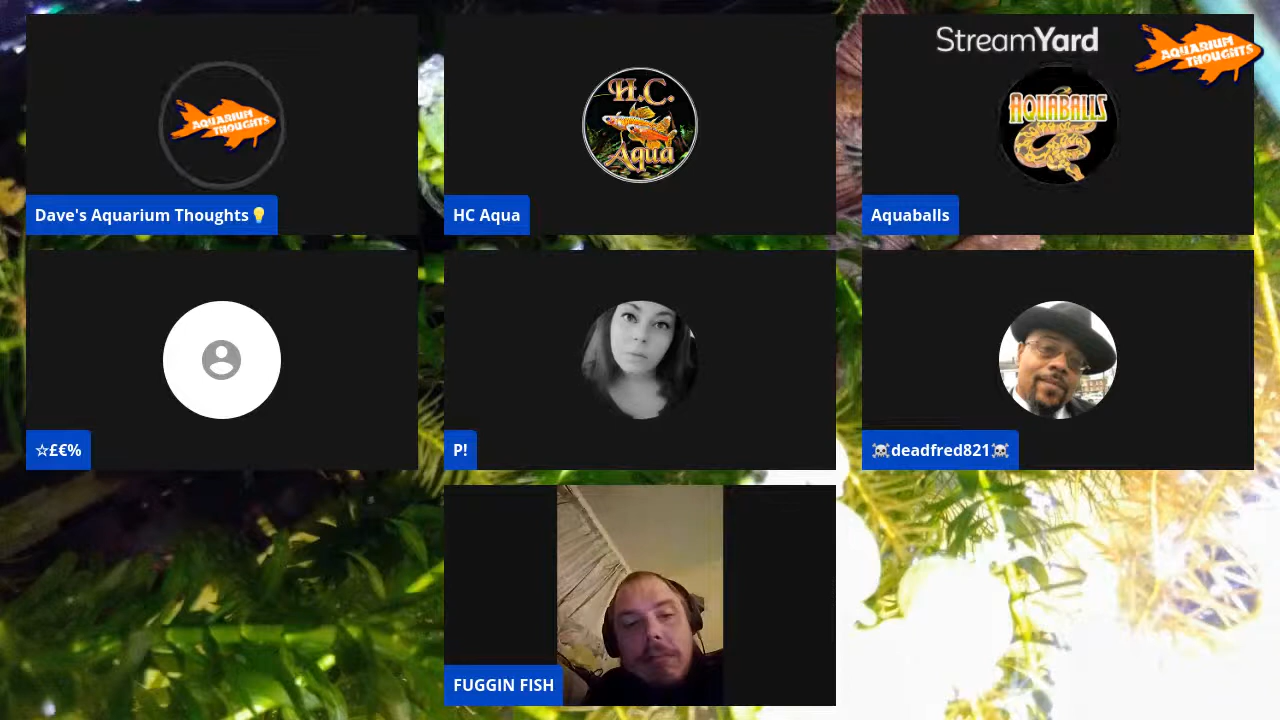 StreamYard
AQUARIUM
THOUGHTS
AQUARIUM
THOUGHTS
Dave's Aquarium Thoughts💡
H.C.
Aqua
HC Aqua
AQUABALLS
Aquaballs
☆£€%
P!
☠️deadfred821☠️
FUGGIN FISH